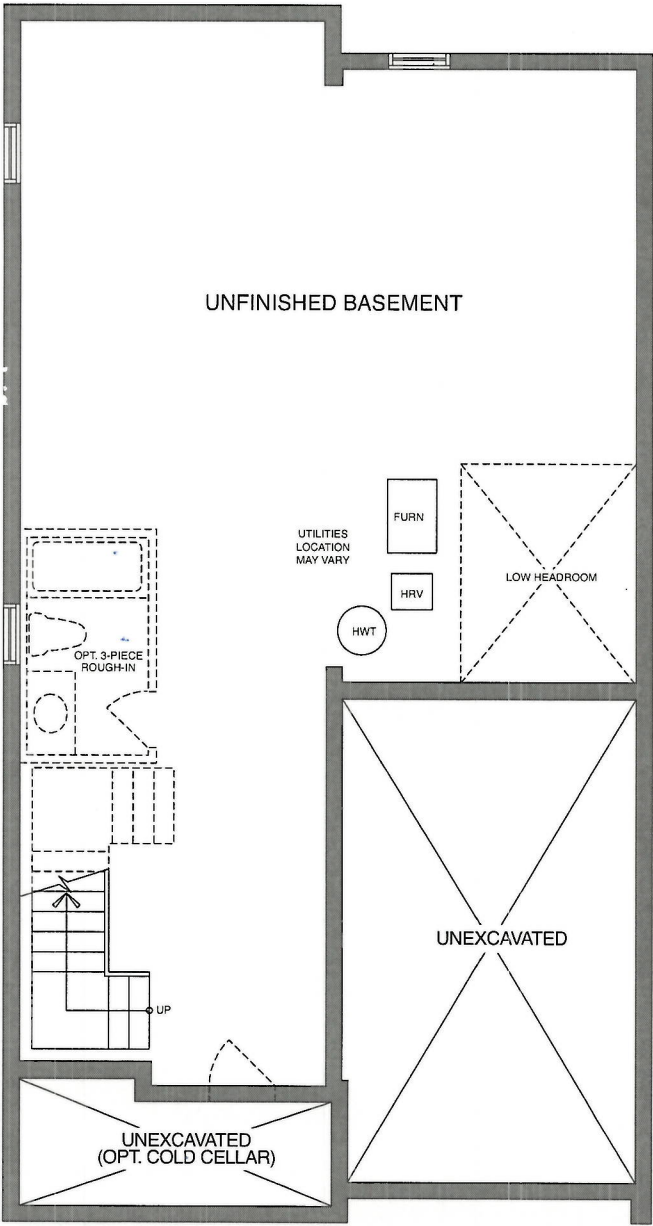 UNFINISHED BASEMENT
FURN
UTILITIES
LOCATION
MAY VARY
LOW HEADROOM
HRV
HWT
OPT. 3-PIECE
ROUGH-IN
UNEXCAVATED
UP
UNEXCAVATED
(OPT. COLD CELLAR)